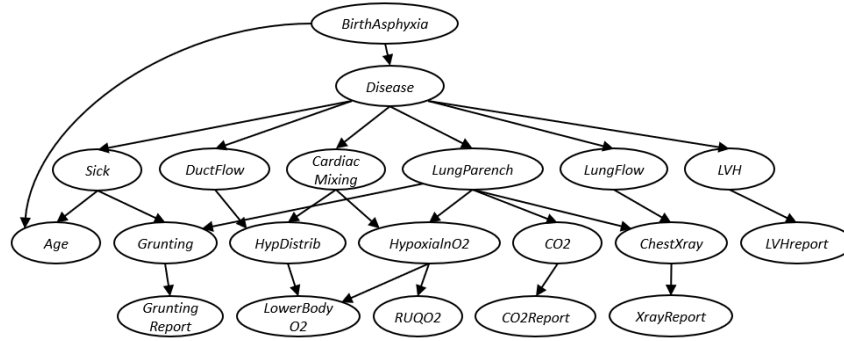 BirthAsphyxia
Disease
Sick
DuctFlow
Cardiac
Mixing
LungParench
LungFlow
LVH
Age
Grunting
HypDistrib
HypoxiaInO2
CO2
ChestXray
LVHreport
Grunting
Report
LowerBody
O2
RUQO2
CO2Report
XrayReport